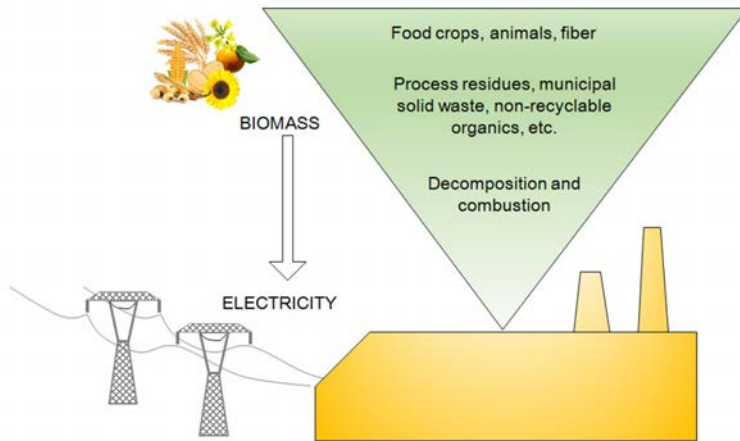 Food crops, animals, fiber
Process residues, municipal
solid waste, non-recyclable
organics, etc.
BIOMASS
Decomposition and
combustion
ELECTRICITY